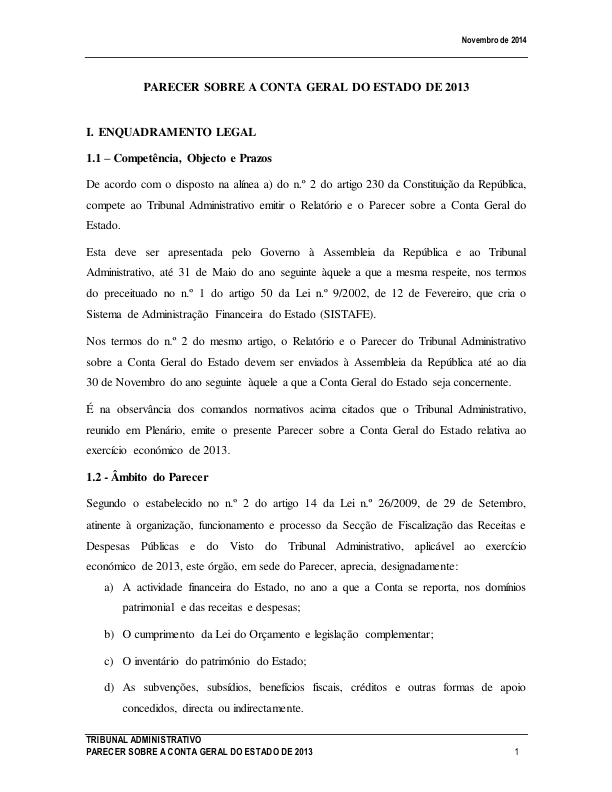 Novembro de 2014
PARECER SOBRE A CONTA GERAL DO ESTADO DE 2013
I. ENQUADRAMENTO LEGAL
1.1 – Competência, Objecto e Prazos
De acordo com o disposto na alínea a) do n.º 2 do artigo 230 da Constituição da República,
compete ao Tribunal Administrativo emitir o Relatório e o Parecer sobre a Conta Geral do
Estado.
Esta deve ser apresentada pelo Governo à Assembleia da República e ao Tribunal
Administrativo, até 31 de Maio do ano seguinte àquele a que a mesma respeite, nos termos
do preceituado no n.º 1 do artigo 50 da Lei n.º 9/2002, de 12 de Fevereiro, que cria o
Sistema de Administração Financeira do Estado (SISTAFE).
Nos termos do n.º 2 do mesmo artigo, o Relatório e o Parecer do Tribunal Administrativo
sobre a Conta Geral do Estado devem ser enviados à Assembleia da República até ao dia
30 de Novembro do ano seguinte àquele a que a Conta Geral do Estado seja concernente.
É na observância dos comandos normativos acima citados que o Tribunal Administrativo,
reunido em Plenário, emite o presente Parecer sobre a Conta Geral do Estado relativa ao
exercício económico de 2013.
1.2 - Âmbito do Parecer
Segundo o estabelecido no n.º 2 do artigo 14 da Lei n.º 26/2009, de 29 de Setembro,
atinente à organização, funcionamento e processo da Secção de Fiscalização das Receitas e
Despesas Públicas e do Visto do Tribunal Administrativo, aplicável ao exercício
económico de 2013, este órgão, em sede do Parecer, aprecia, designadamente:
a) A actividade financeira do Estado, no ano a que a Conta se reporta, nos domínios
patrimonial e das receitas e despesas;
b) O cumprimento da Lei do Orçamento e legislação complementar;
c) O inventário do património do Estado;
d) As subvenções, subsídios, benefícios fiscais, créditos e outras formas de apoio
concedidos, directa ou indirectamente.
TRIBUNAL ADMINISTRATIVO
PARECER SOBRE A CONTA GERAL DO ESTADO DE 2013 1